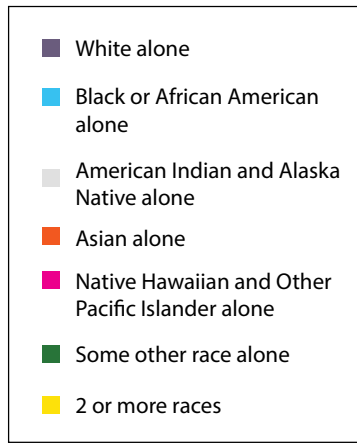 White alone
Black or African American
alone
American Indian and Alaska
Native alone
Asian alone
Native Hawaiian and Other
Pacific Islander alone
Some other race alone
2 or more races